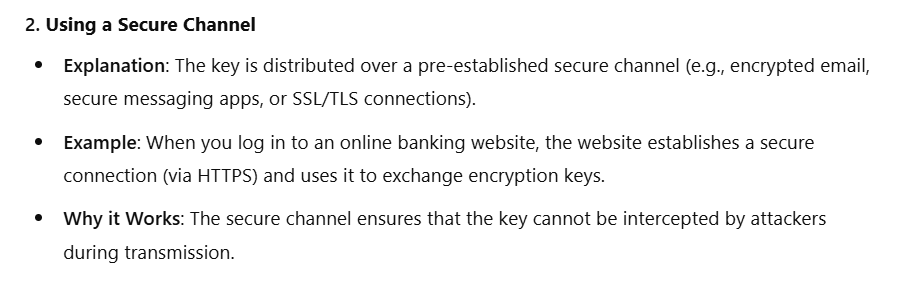 2. Using a Secure Channel
• Explanation: The key is distributed over a pre-established secure channel (e.g., encrypted email,
secure messaging apps, or SSL/TLS connections).
• Example: When you log in to an online banking website, the website establishes a secure
connection (via HTTPS) and uses it to exchange encryption keys.
• Why it Works: The secure channel ensures that the key cannot be intercepted by attackers
during transmission.